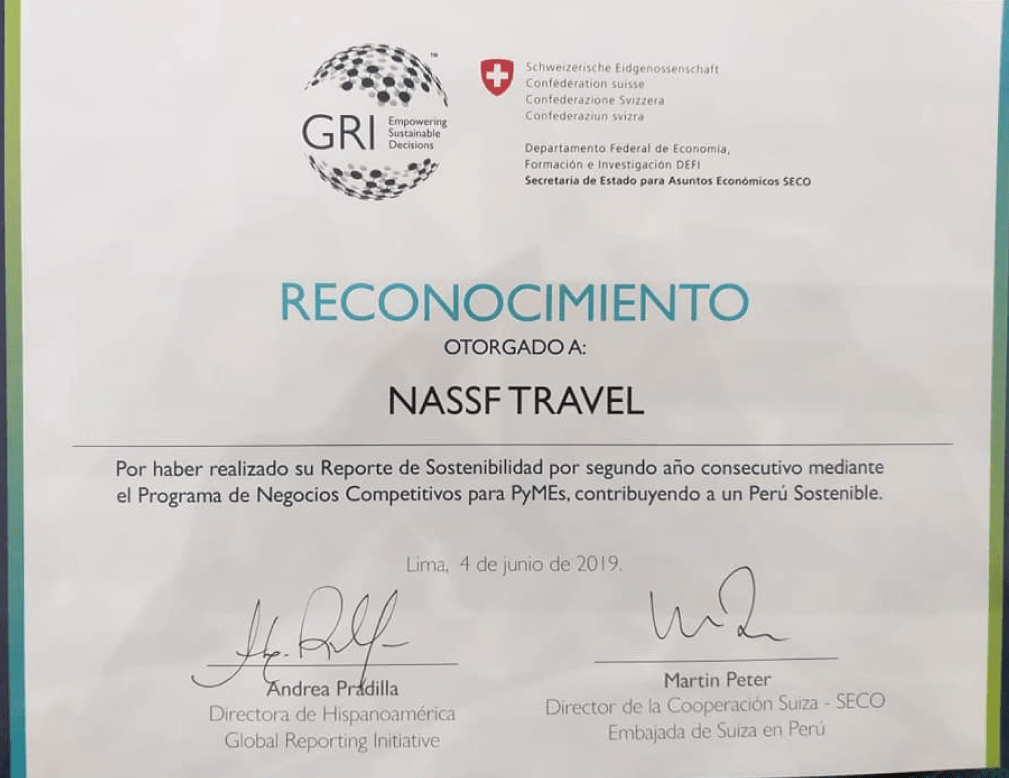 GRI
Empowering
Sustainable
Decisions
™
Schweizerische Eidgenossenschaft
Confédération suisse
Confederazione Svizzera
Confederaziun svizra
Departamento Federal de Economía,
Formación e Investigación DEFI
Secretaría de Estado para Asuntos Económicos SECO
RECONOCIMIENTO
OTORGADO A:
NASSF TRAVEL
Por haber realizado su Reporte de Sostenibilidad por segundo año consecutivo mediante
el Programa de Negocios Competitivos para PyMEs, contribuyendo a un Perú Sostenible.
Lima, 4 de junio de 2019.
Andrea Pradilla
Directora de Hispanoamérica
Global Reporting Initiative
Martin Peter
Director de la Cooperación Suiza - SECO
Embajada de Suiza en Perú